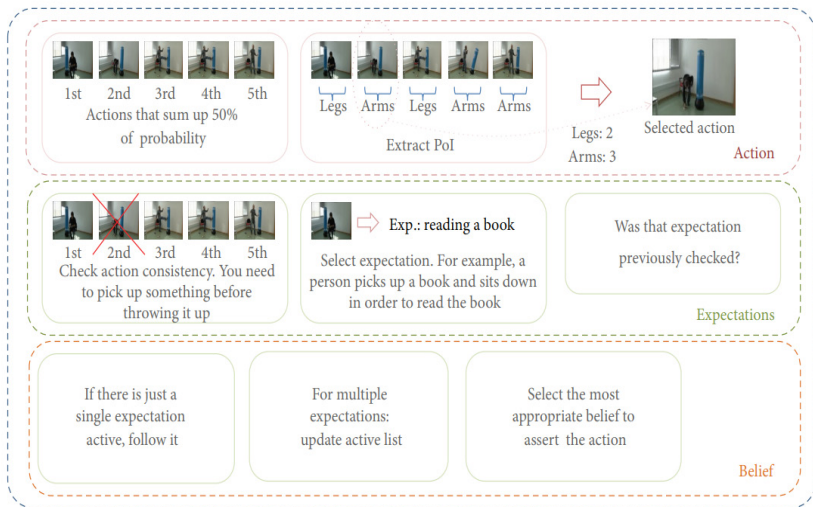 1st 2nd 3rd 4th 5th
Actions that sum up 50%
of probability
Legs Arms Legs Arms Arms
Extract PoI
Legs: 2
Arms: 3
Selected action
Action
1st 2nd 3rd 4th 5th
Check action consistency. You need
to pick up something before
throwing it up
Exp.: reading a book
Select expectation. For example, a
person picks up a book and sits down
in order to read the book
Was that expectation
previously checked?
Expectations
If there is just a
single expectation
active, follow it
For multiple
expectations:
update active list
Select the most
appropriate belief to
assert the action
Belief